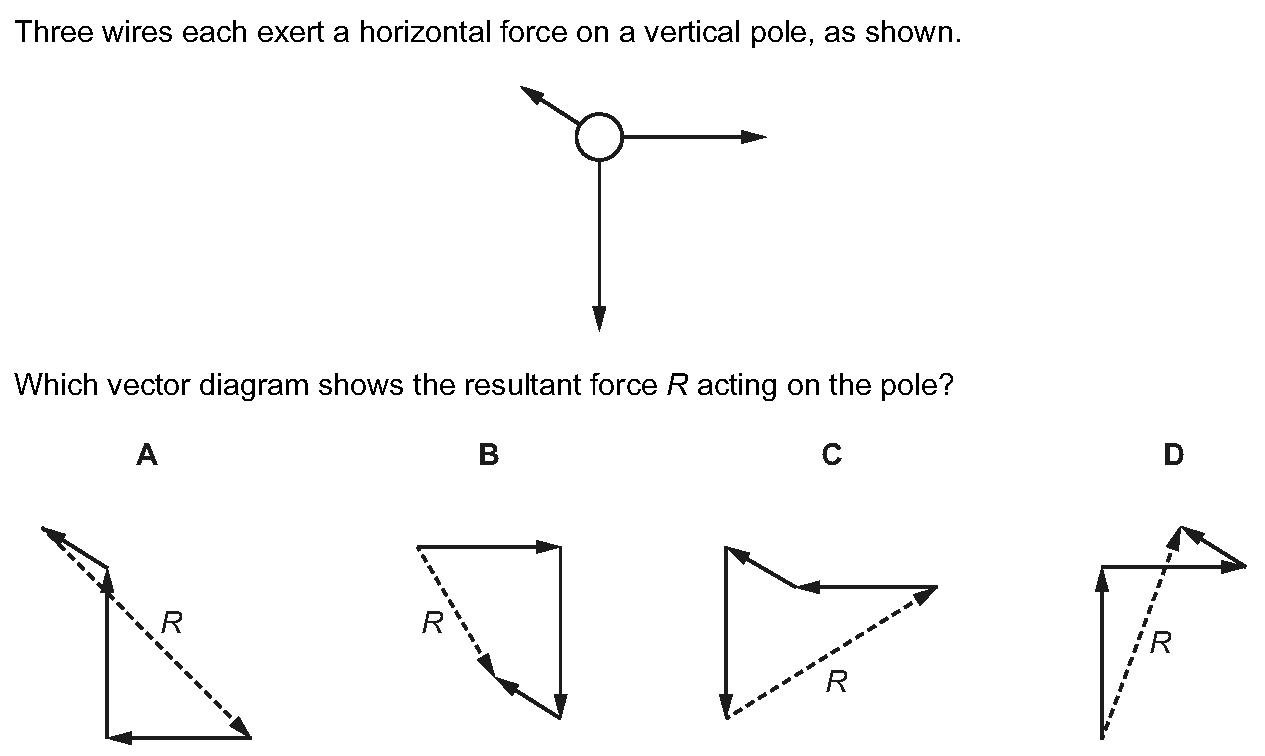 Three wires each exert a horizontal force on a vertical pole, as shown.
Which vector diagram shows the resultant force R acting on the pole?
A B C D
R R R R